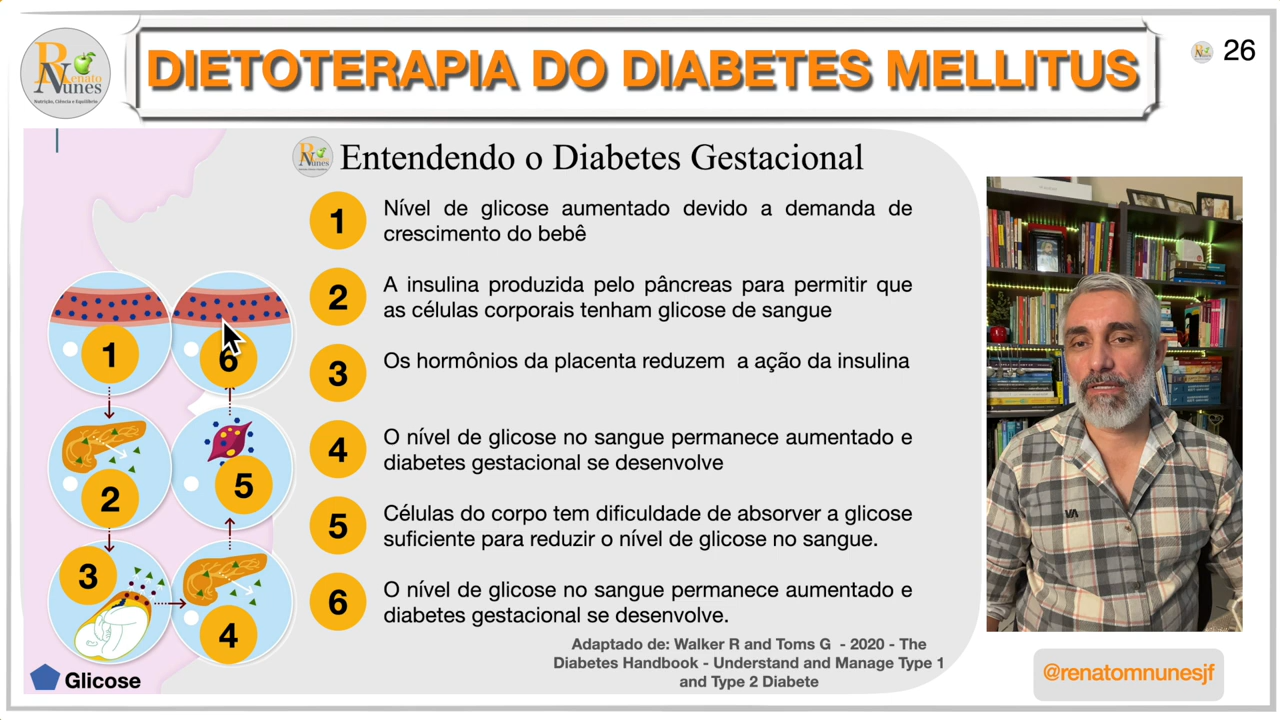 Renato
Nunes
Nutrição, Ciência e Equilíbrio.
DIETOTERAPIA DO DIABETES MELLITUS
26
Entendendo o Diabetes Gestacional
1
Nível de glicose aumentado devido a demanda de
crescimento do bebê
2
A insulina produzida pelo pâncreas para permitir que
as células corporais tenham glicose de sangue
3
Os hormônios da placenta reduzem a ação da insulina
4
O nível de glicose no sangue permanece aumentado e
diabetes gestacional se desenvolve
5
Células do corpo tem dificuldade de absorver a glicose
suficiente para reduzir o nível de glicose no sangue.
6
O nível de glicose no sangue permanece aumentado e
diabetes gestacional se desenvolve.
1
6
2
5
3
4
Glicose
Adaptado de: Walker R and Toms G - 2020 - The
Diabetes Handbook - Understand and Manage Type 1
and Type 2 Diabete
VA
@renatomnunesjf